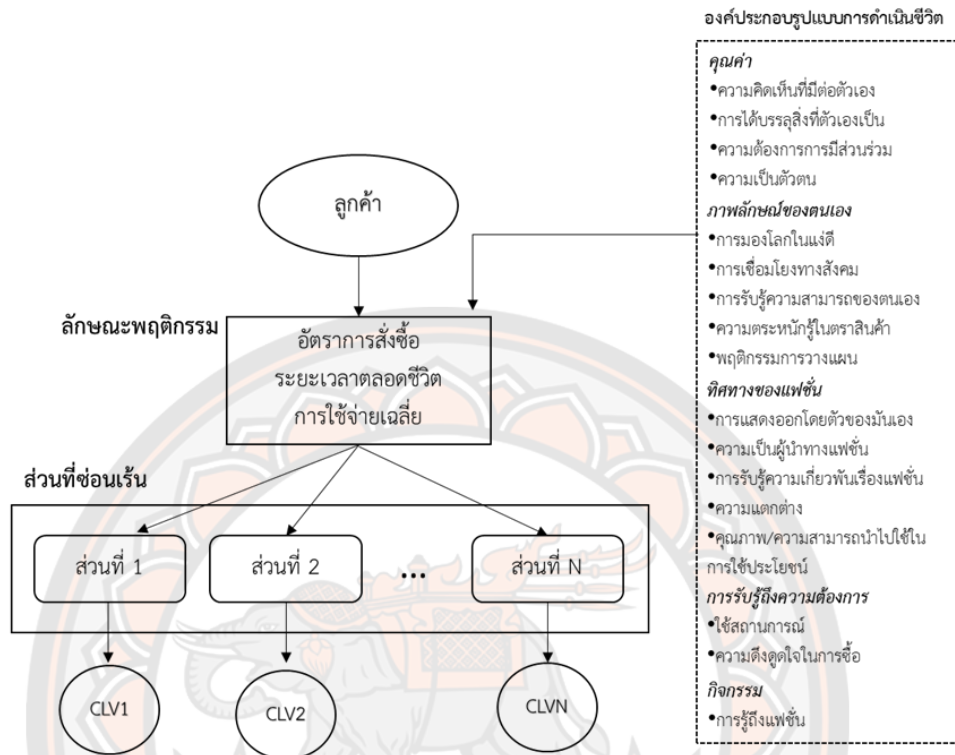 องค์ประกอบรูปแบบการดำเนินชีวิต
คุณค่า
•ความคิดเห็นที่มีต่อตัวเอง
•การได้บรรลุสิ่งที่ตัวเองเป็น
•ความต้องการการมีส่วนร่วม
•ความเป็นตัวตน
ภาพลักษณ์ของตนเอง
•การมองโลกในแง่ดี
•การเชื่อมโยงทางสังคม
•การรับรู้ความสามารถของตนเอง
•ความตระหนักรู้ในตราสินค้า
•พฤติกรรมการวางแผน
ทิศทางของแฟชั่น
•การแสดงออกโดยตัวของมันเอง
•ความเป็นผู้นำทางแฟชั่น
•การรับรู้ความเกี่ยวพันเรื่องแฟชั่น
•ความแตกต่าง
•คุณภาพ/ความสามารถนำไปใช้ใน
การใช้ประโยชน์
การรับรู้ถึงความต้องการ
•ใช้สถานการณ์
•ความดึงดูดใจในการซื้อ
กิจกรรม
•การรู้ถึงแฟชั่น
ลูกค้า
ลักษณะพฤติกรรม
อัตราการสั่งซื้อ
ระยะเวลาตลอดชีวิต
การใช้จ่ายเฉลี่ย
ส่วนที่ซ่อนเร้น
ส่วนที่ 1
ส่วนที่ 2
...
ส่วนที่ N
CLV1
CLV2
CLVN